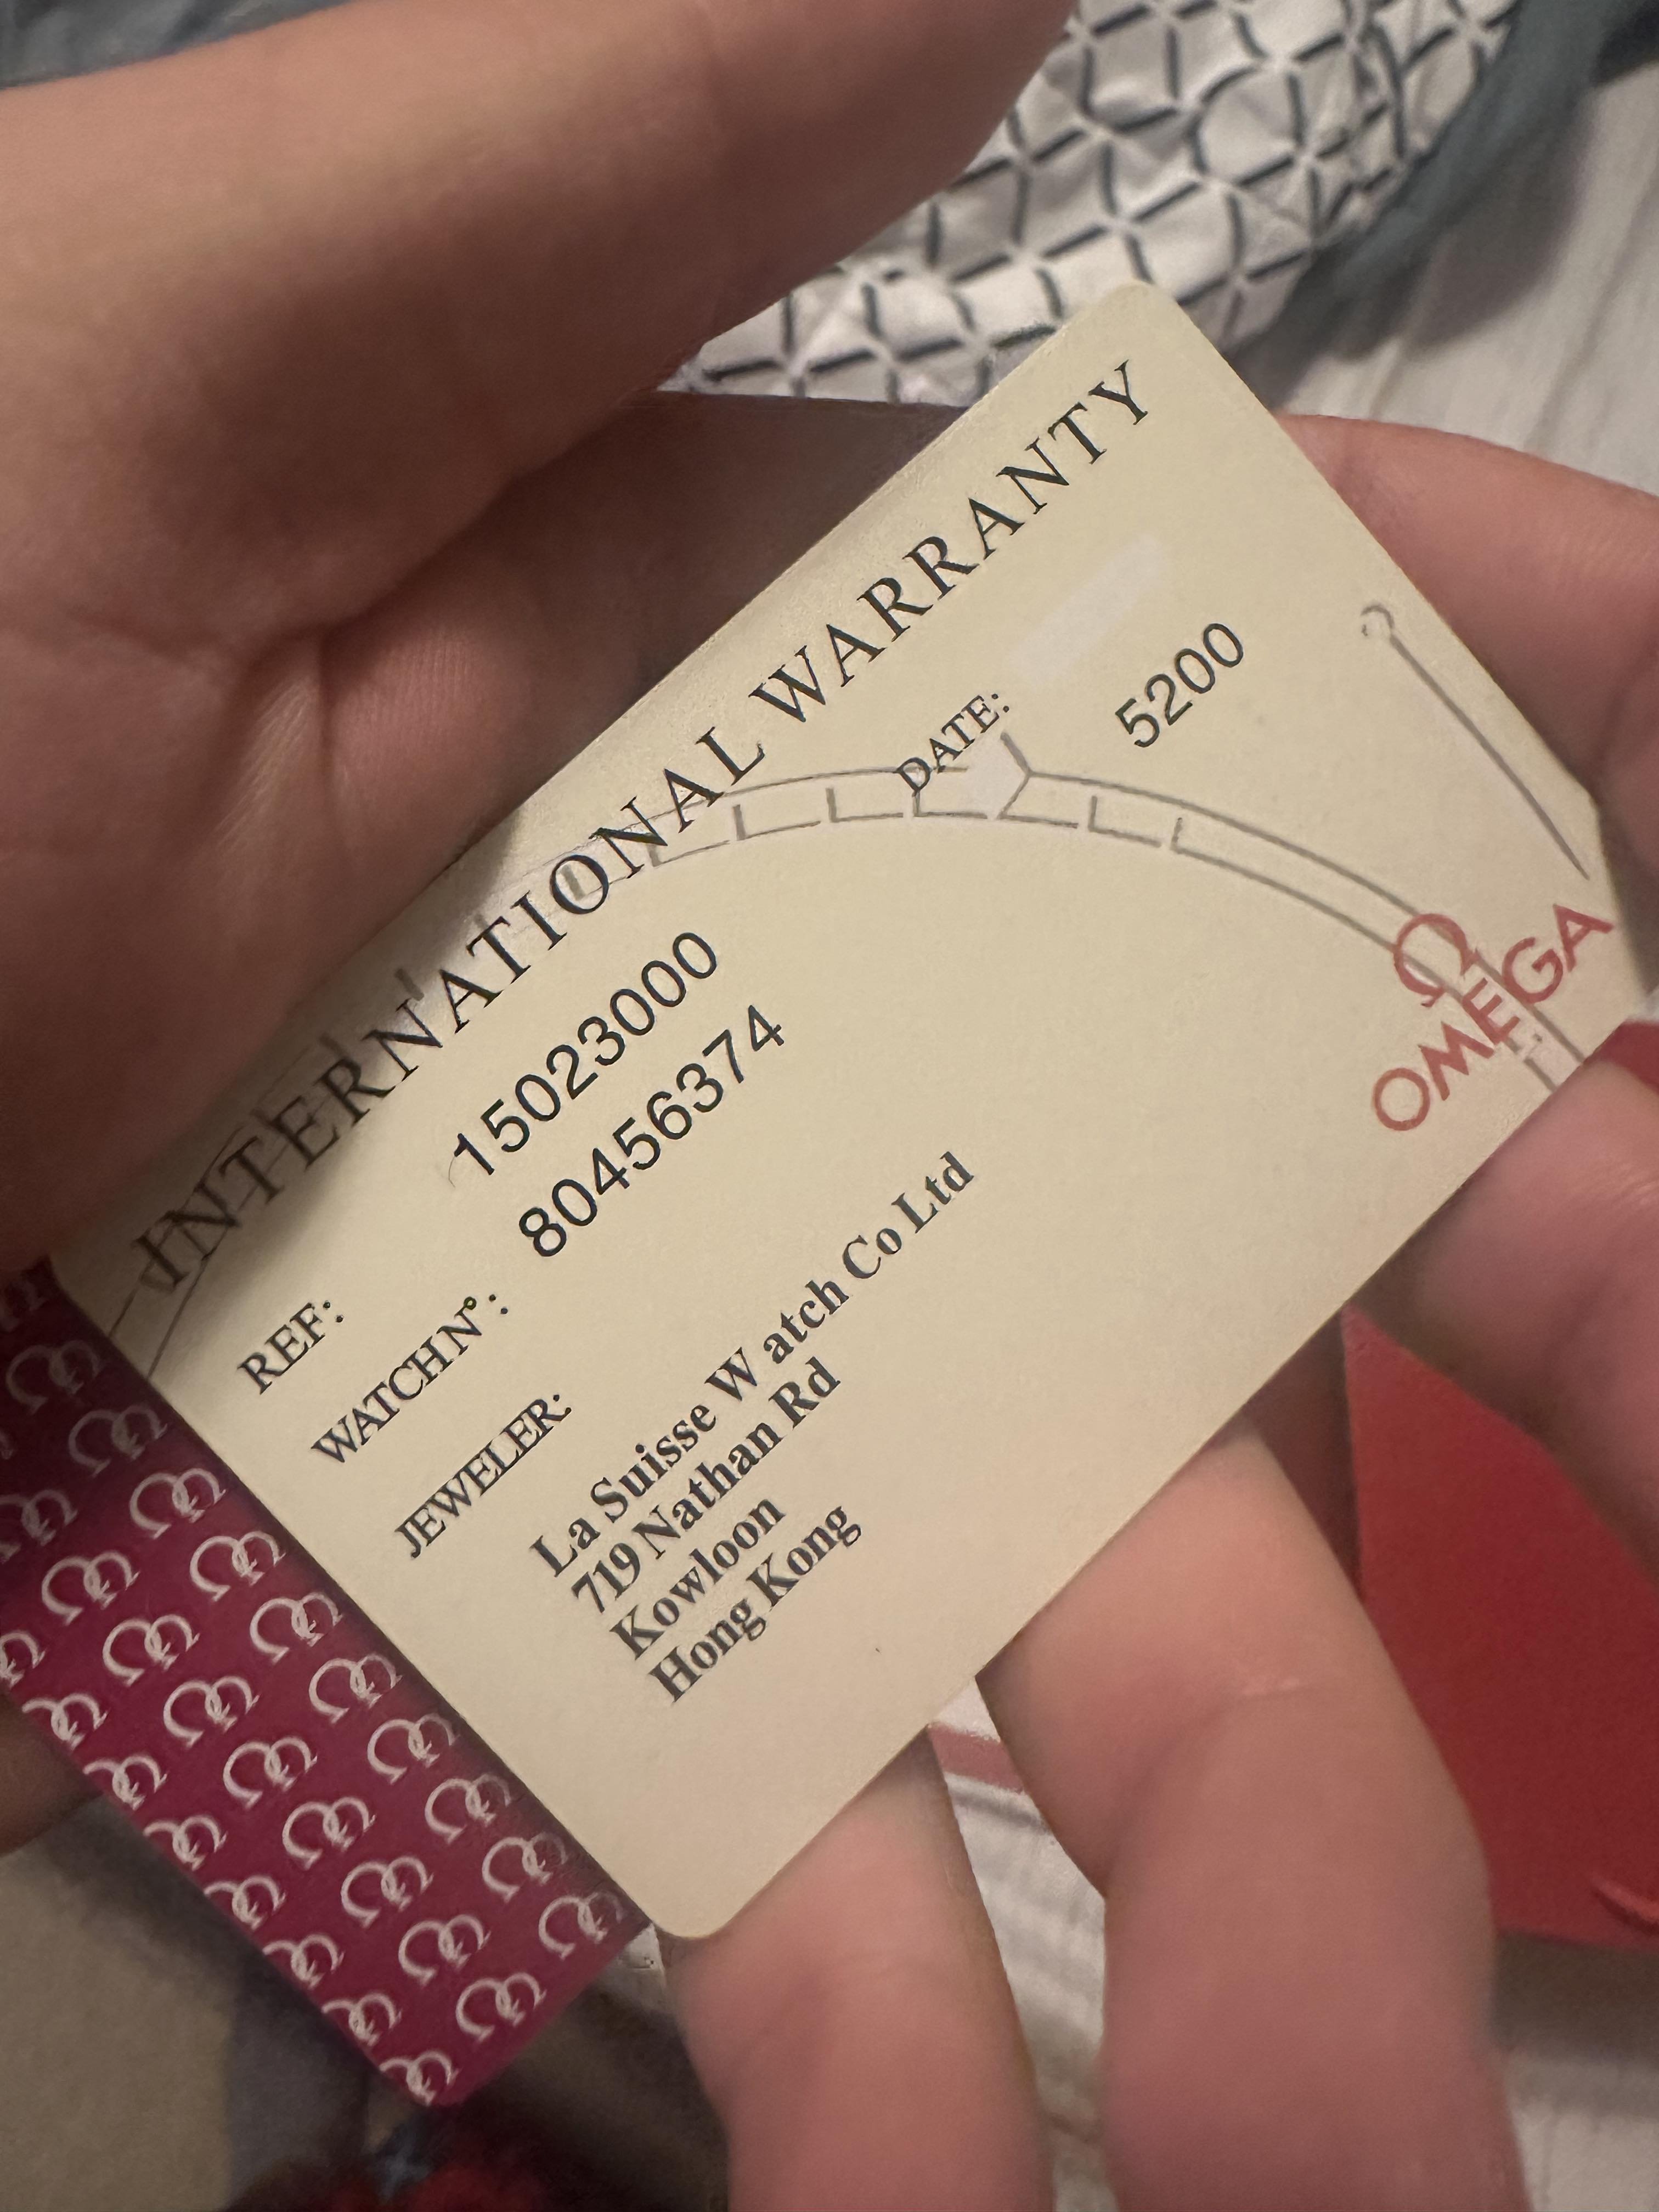 INTERNATIONAL WARRANTY
REF: 15023000 DATE:
WATCH N°: 80456374 5200
JEWELER:
La Suisse W atch Co Ltd
719 Nathan Rd
Kowloon
Hong Kong
Ω
OMEGA